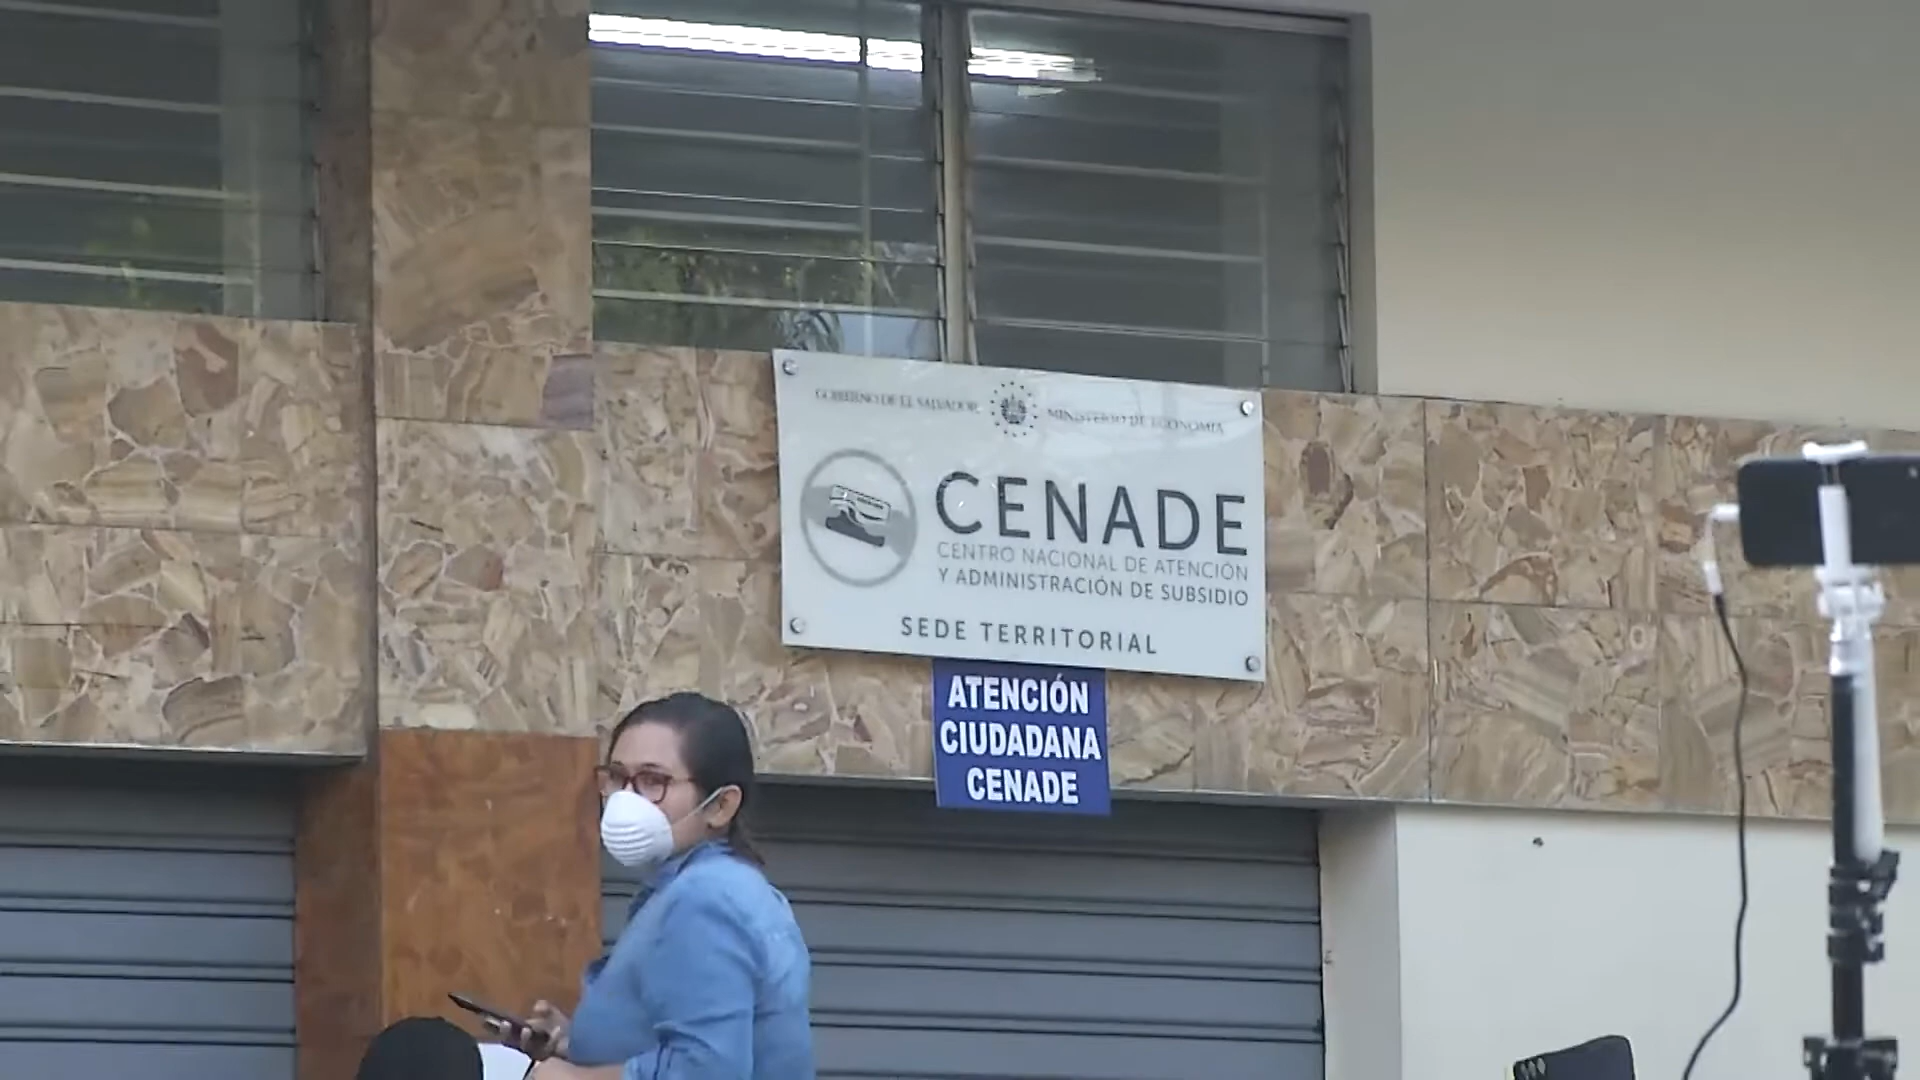 GOBIERNO DE EL SALVADOR
MINISTERIO DE ECONOMÍA
CENADE
CENTRO NACIONAL DE ATENCIÓN
Y ADMINISTRACIÓN DE SUBSIDIO
SEDE TERRITORIAL
ATENCIÓN
CIUDADANA
CENADE